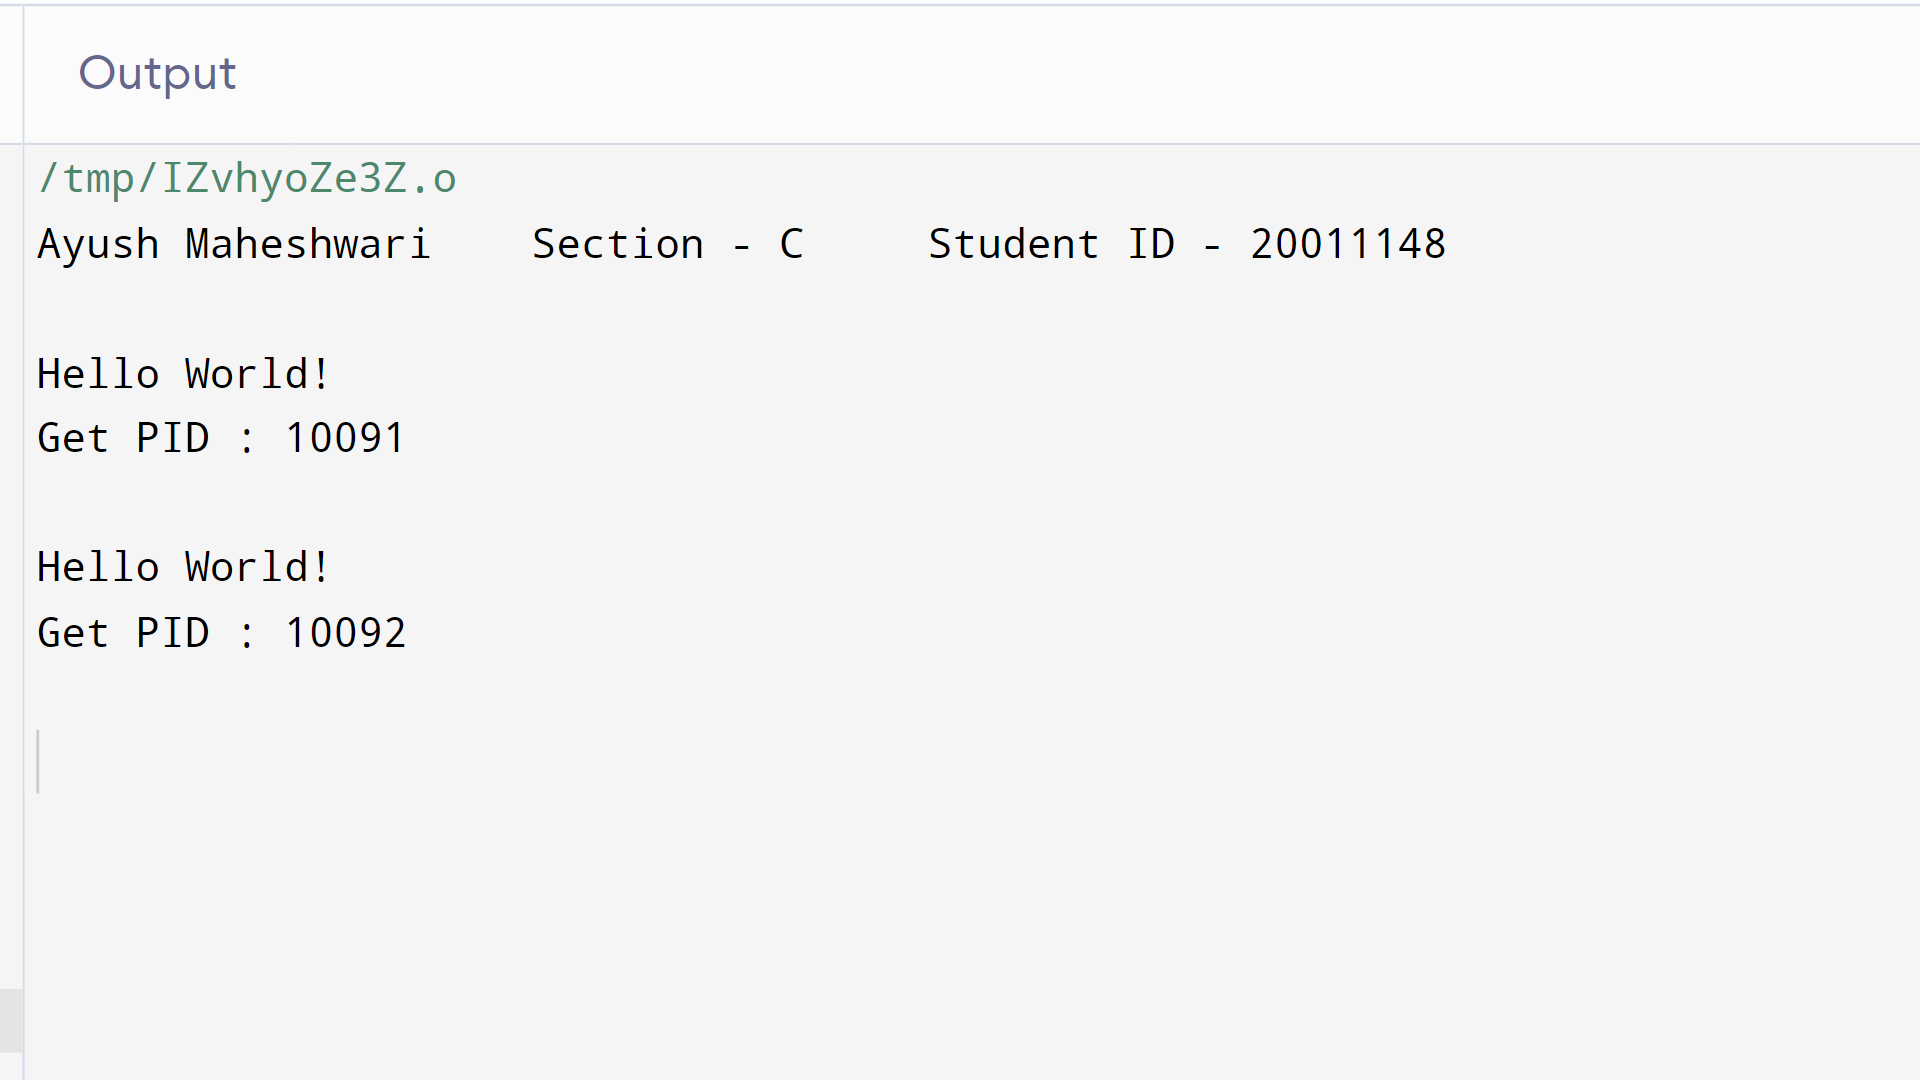 Output
/tmp/IZvhyoZe3Z.o
Ayush Maheshwari    Section - C     Student ID - 20011148
Hello World!
Get PID : 10091
Hello World!
Get PID : 10092